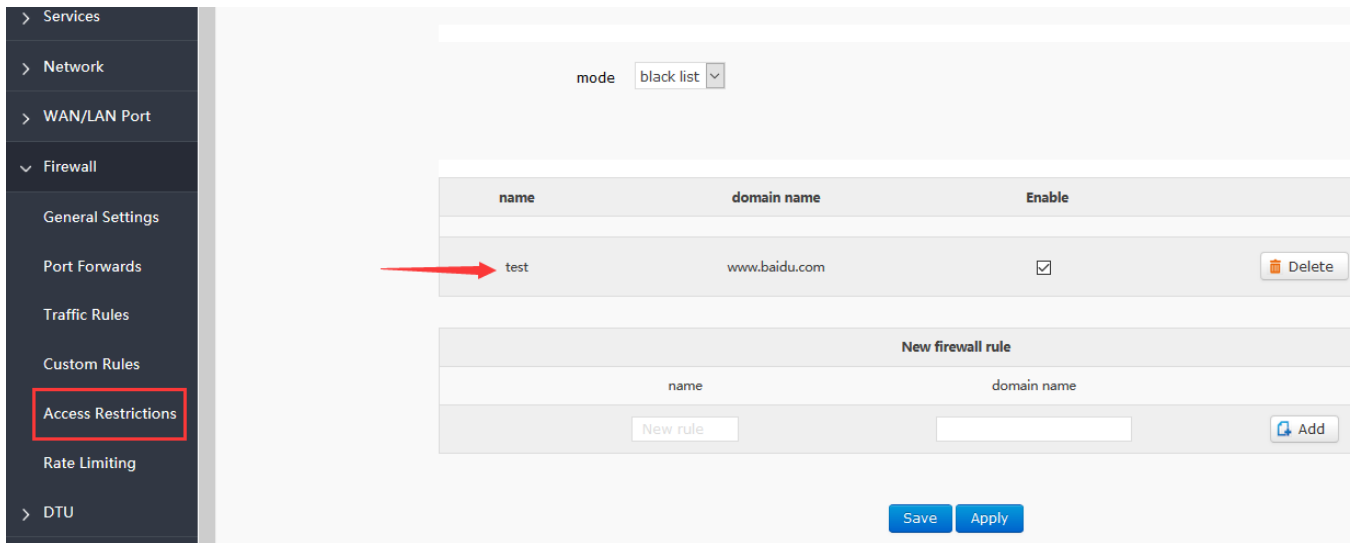 Services
Network
WAN/LAN Port
Firewall
General Settings
Port Forwards
Traffic Rules
Custom Rules
Access Restrictions
Rate Limiting
DTU
mode black list
name domain name Enable
test www.baidu.com Delete
New firewall rule
name domain name
New rule Add
Save Apply